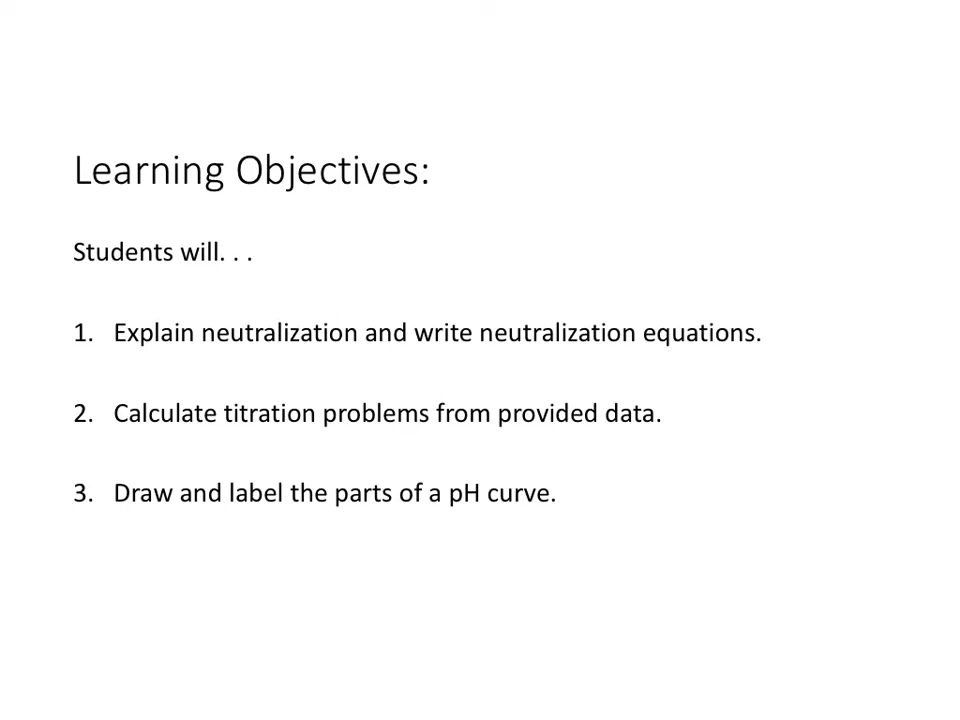 Learning Objectives:
Students will. . .
1. Explain neutralization and write neutralization equations.
2. Calculate titration problems from provided data.
3. Draw and label the parts of a pH curve.